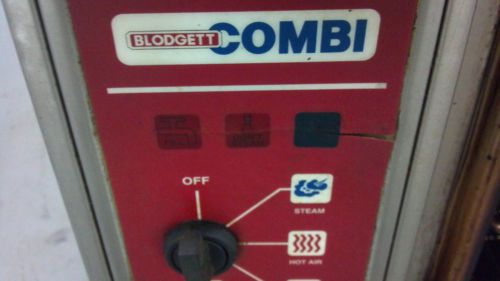 BLODGETT COMBI
OFF
STEAM
HOT AIR